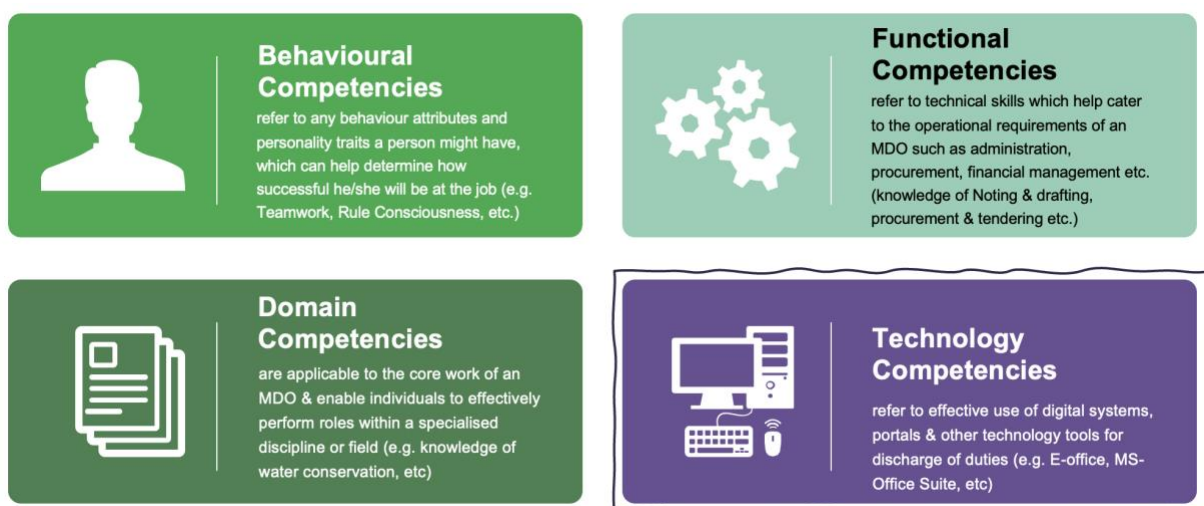 Behavioural
Competencies
refer to any behaviour attributes and
personality traits a person might have,
which can help determine how
successful he/she will be at the job (e.g.
Teamwork, Rule Consciousness, etc.)
Functional
Competencies
refer to technical skills which help cater
to the operational requirements of an
MDO such as administration,
procurement, financial management etc.
(knowledge of Noting & drafting,
procurement & tendering etc.)
Domain
Competencies
are applicable to the core work of an
MDO & enable individuals to effectively
perform roles within a specialised
discipline or field (e.g. knowledge of
water conservation, etc)
Technology
Competencies
refer to effective use of digital systems,
portals & other technology tools for
discharge of duties (e.g. E-office, MS-
Office Suite, etc)